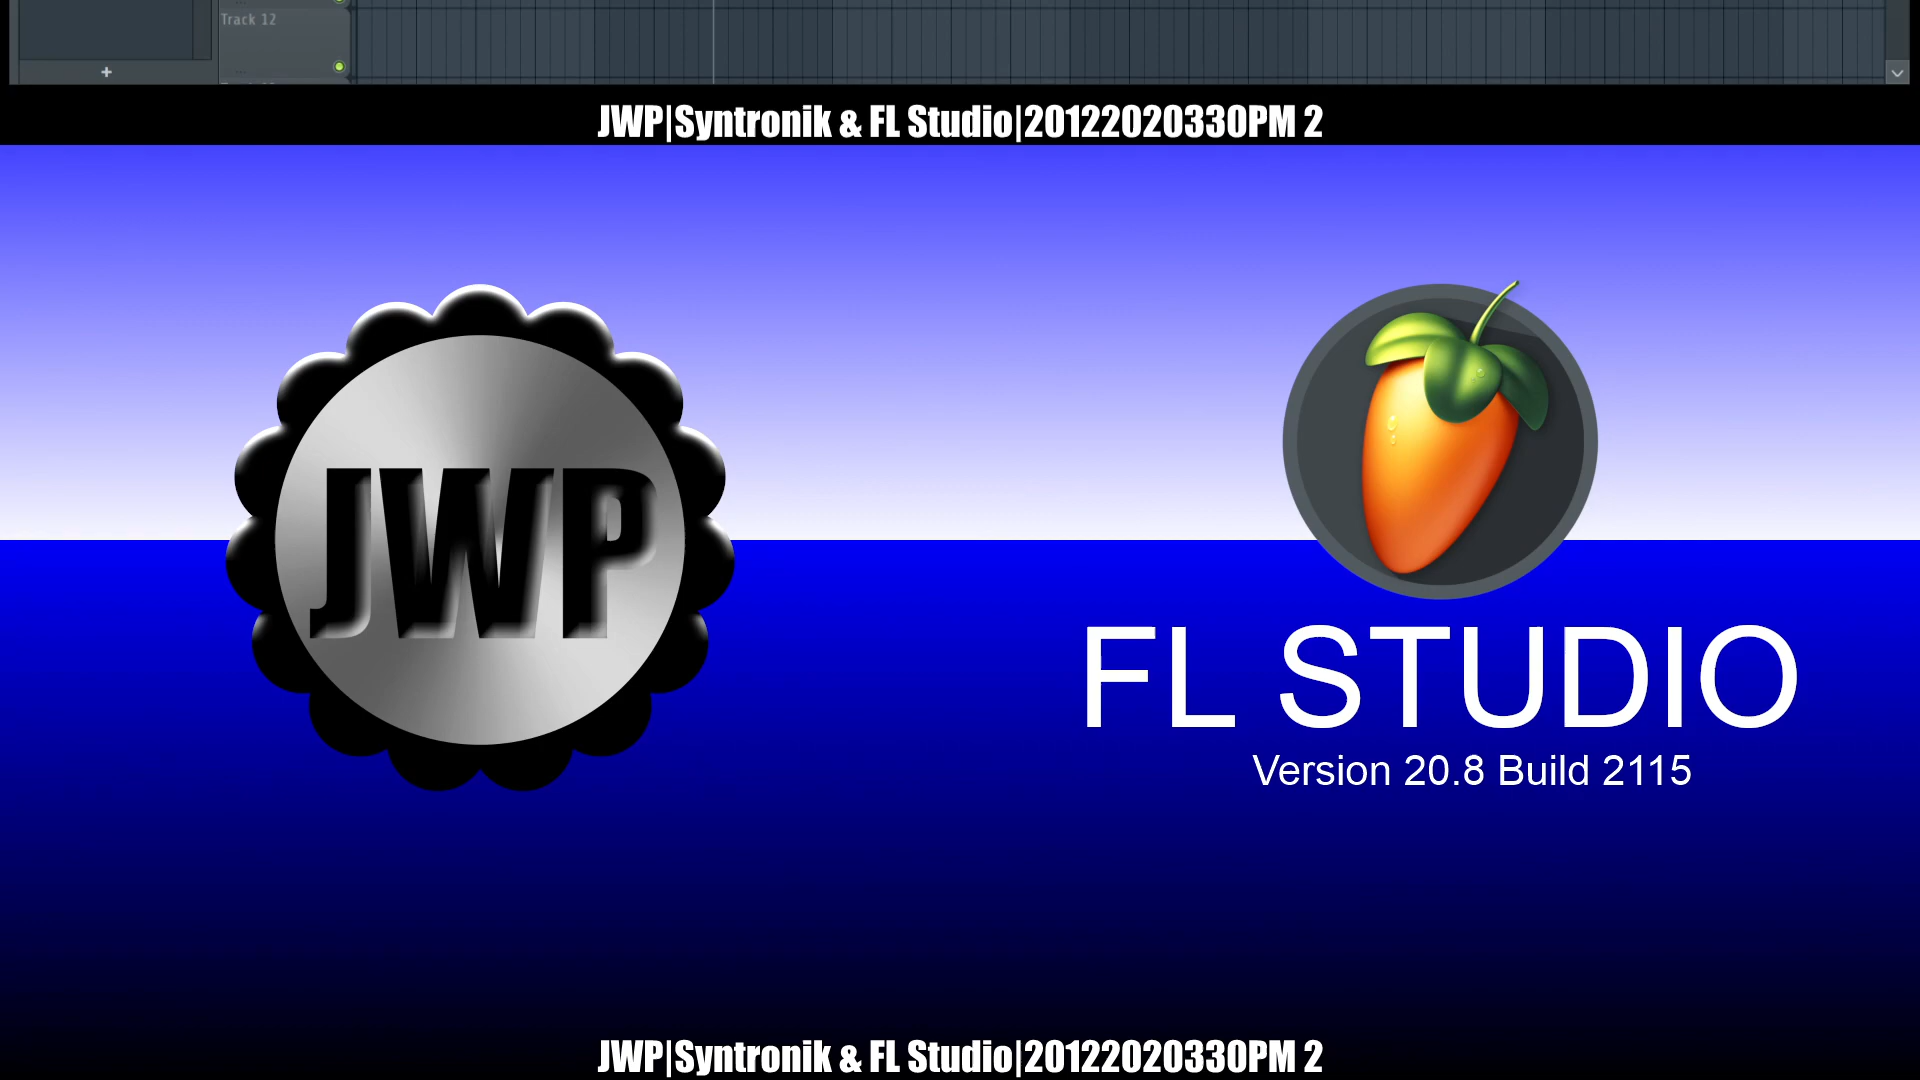 Track 12
JWP|Syntronik & FL Studio|20122020330PM 2
JWP
FL STUDIO
Version 20.8 Build 2115
JWP|Syntronik & FL Studio|20122020330PM 2